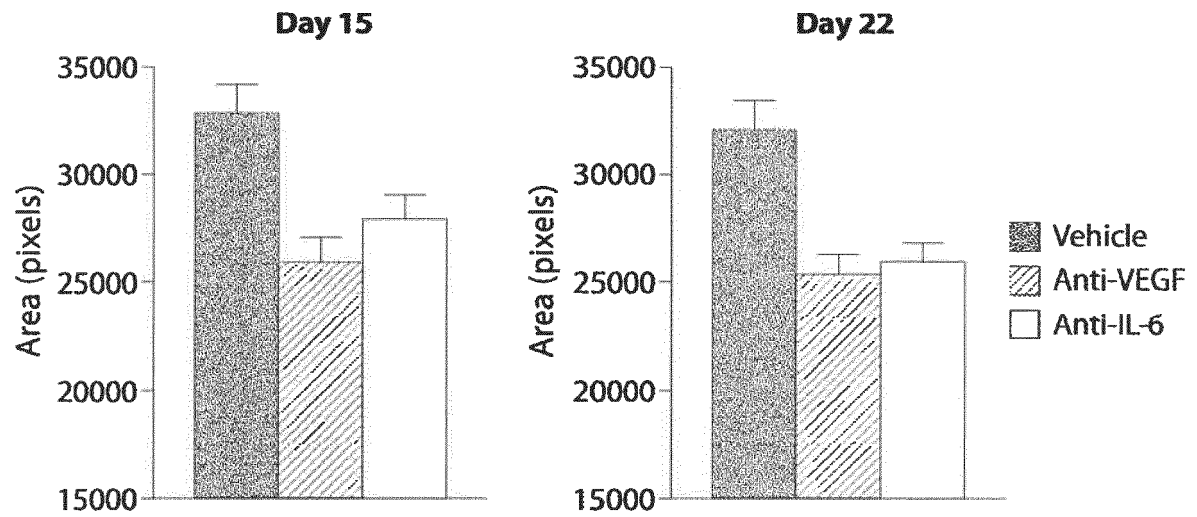 Day 15
35000
30000
25000
20000
15000
Area (pixels)
Day 22
35000
30000
25000
20000
15000
Area (pixels)
Vehicle
Anti-VEGF
Anti-IL-6